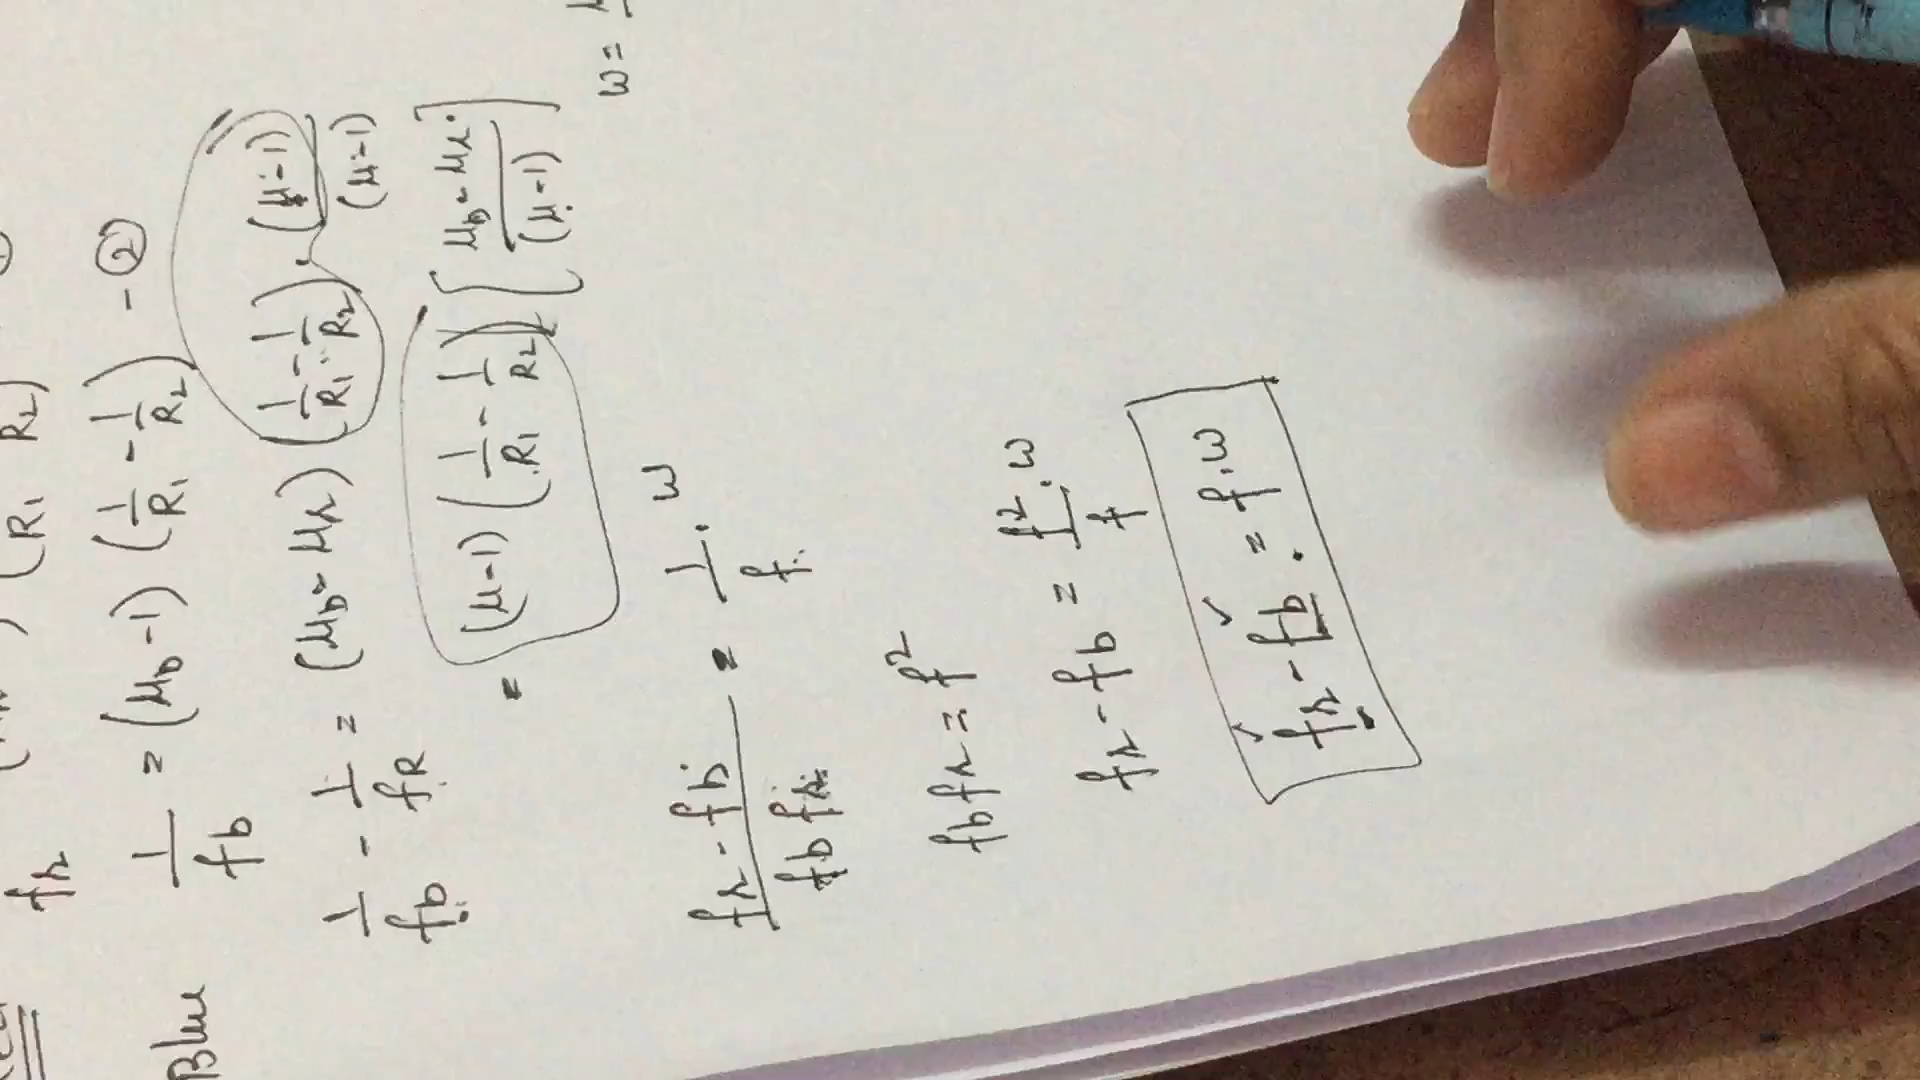 Blue 1/fb = (μb-1) (1/R1 - 1/R2) - ②
1/fb - 1/fR = (μb - μr) (1/R1 - 1/R2) . (μ-1)/(μ-1)
= (μ-1) (1/R1 - 1/R2) [μb - μr/(μ-1)]
fr - fb/fb fr = 1/f . ω
ω =
fb fr = f²
fr - fb = f²/f . ω
fr - fb = f.ω